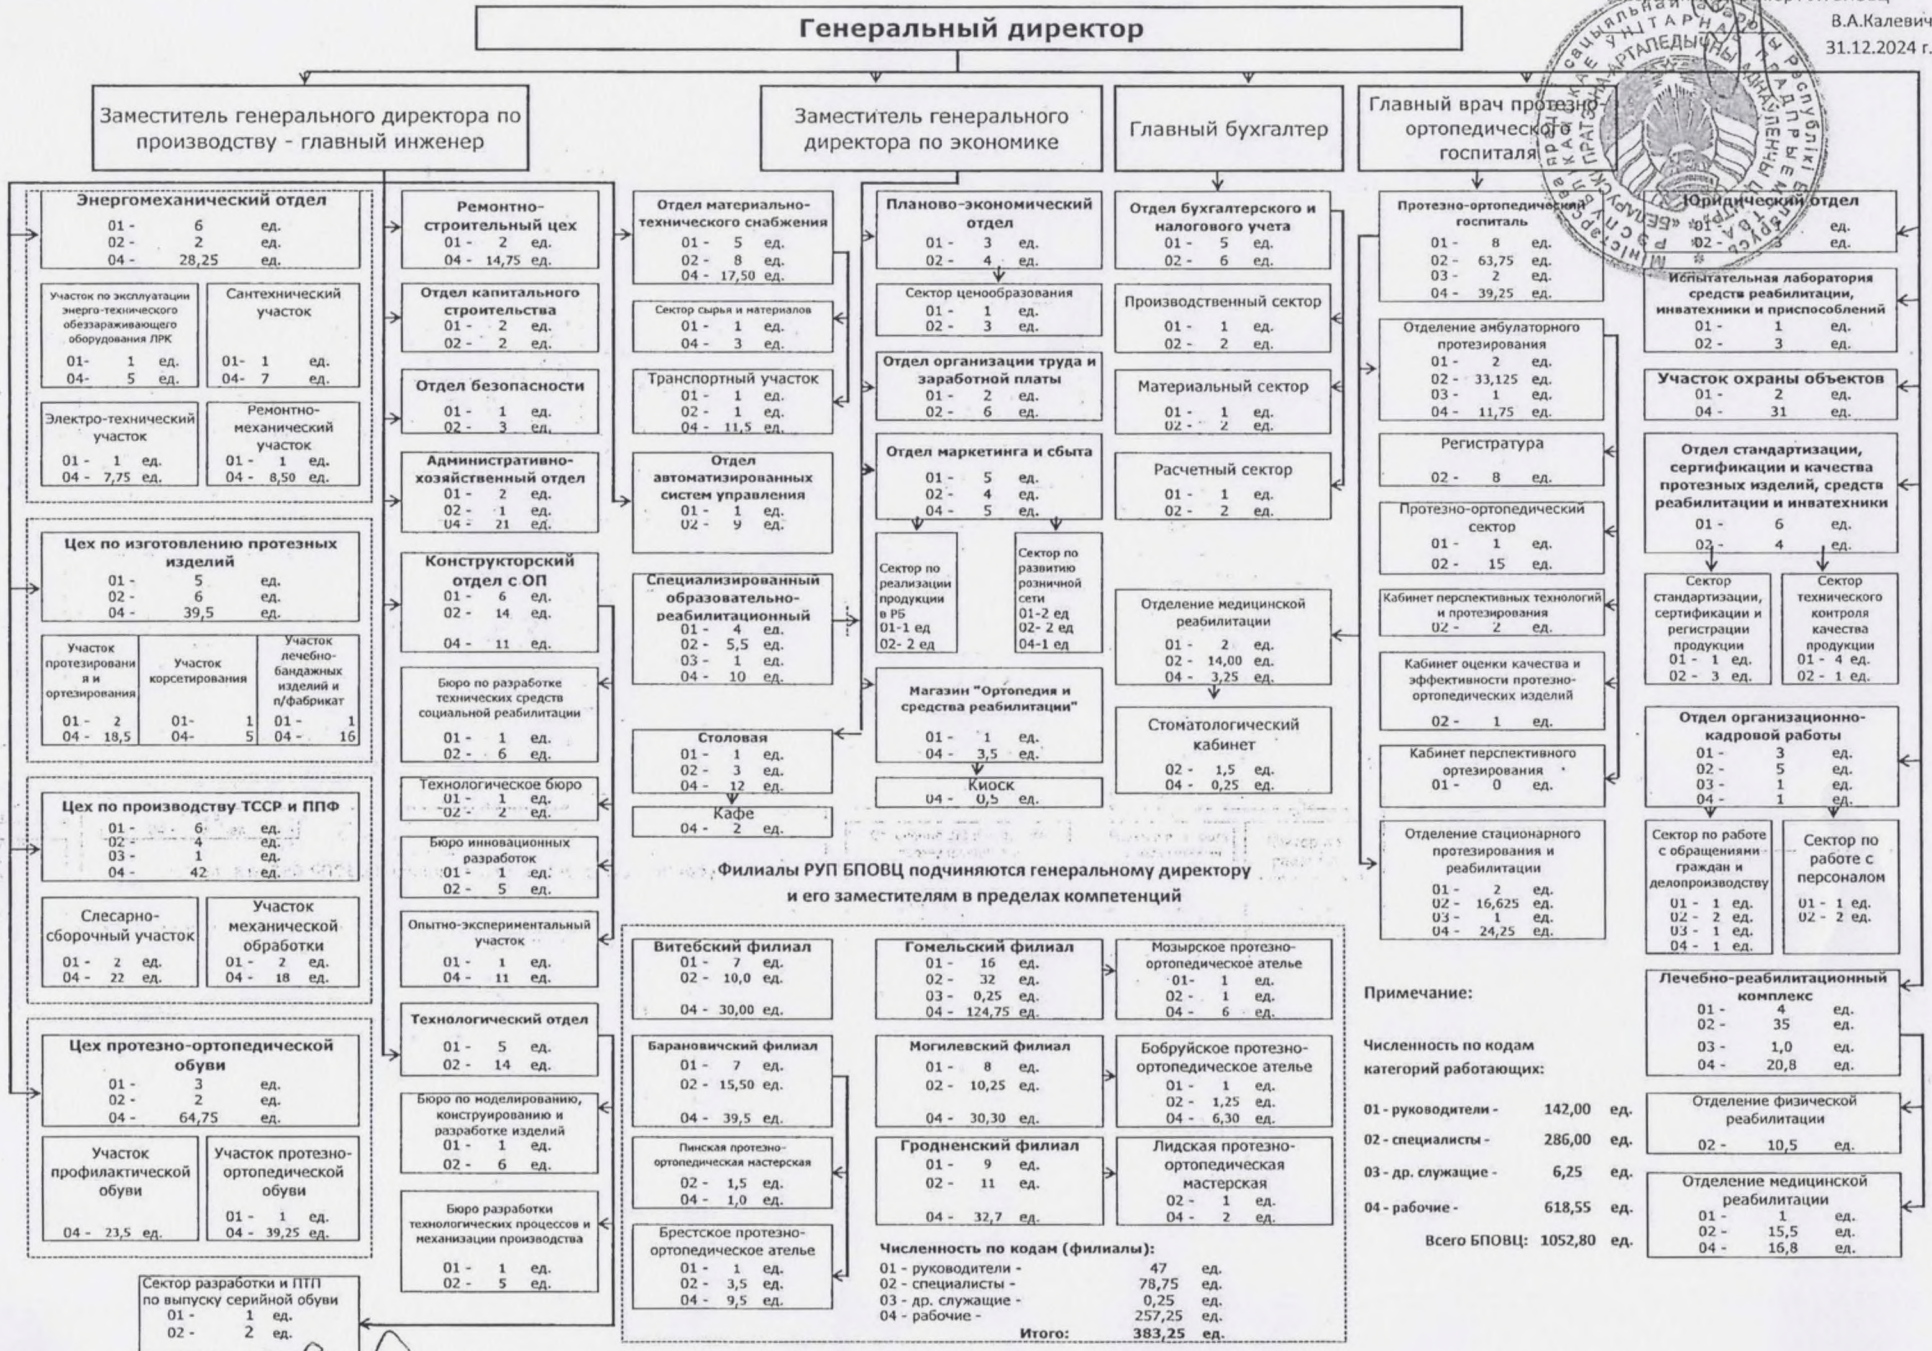 В.А.Калевич
31.12.2024 г.
Генеральный директор
Заместитель генерального директора по
производству - главный инженер
Заместитель генерального
директора по экономике
Главный бухгалтер
Главный врач протезно-
ортопедического
госпиталя
Энергомеханический отдел
01 - 6 ед.
02 - 2 ед.
04 - 28,25 ед.
Участок по эксплуатации
энерго-технического
обеззараживающего
оборудования ЛРК
01- 1 ед.
04- 5 ед.
Сантехнический
участок
01- 1 ед.
04- 7 ед.
Электро-технический
участок
01 - 1 ед.
04 - 7,75 ед.
Ремонтно-
механический
участок
01 - 1 ед.
04 - 8,50 ед.
Цех по изготовлению протезных
изделий
01 - 5 ед.
02 - 6 ед.
04 - 39,5 ед.
Участок
протезировани
я и
ортезирования
01 - 2
04 - 18,5
Участок
корсетирования
01- 1
04- 5
Участок
лечебно-
бандажных
изделий и
п/фабрикат
01 - 1
04 - 16
Цех по производству ТССР и ППФ
01 - 6 ед.
02 - 4 ед.
03 - 1 ед.
04 - 42 ед.
Слесарно-
сборочный участок
01 - 2 ед.
04 - 22 ед.
Участок
механической
обработки
01 - 2 ед.
04 - 18 ед.
Цех протезно-ортопедической
обуви
01 - 3 ед.
02 - 2 ед.
04 - 64,75 ед.
Участок
профилактической
обуви
04 - 23,5 ед.
Участок протезно-
ортопедической
обуви
01 - 1 ед.
04 - 39,25 ед.
Сектор разработки и ПТП
по выпуску серийной обуви
01 - 1 ед.
02 - 2 ед.
Ремонтно-
строительный цех
01 - 2 ед.
04 - 14,75 ед.
Отдел капитального
строительства
01 - 2 ед.
02 - 2 ед.
Отдел безопасности
01 - 1 ед.
02 - 3 ед.
Административно-
хозяйственный отдел
01 - 2 ед.
02 - 1 ед.
04 - 21 ед.
Конструкторский
отдел с ОП
01 - 6 ед.
02 - 14 ед.
04 - 11 ед.
Бюро по разработке
технических средств
социальной реабилитации
01 - 1 ед.
02 - 6 ед.
Технологическое бюро
01 - 1 ед.
02 - 2 ед.
Бюро инновационных
разработок
01 - 1 ед.
02 - 5 ед.
Опытно-экспериментальный
участок
01 - 1 ед.
04 - 11 ед.
Технологический отдел
01 - 5 ед.
02 - 14 ед.
Бюро по моделированию,
конструированию и
разработке изделий
01 - 1 ед.
02 - 6 ед.
Бюро разработки
технологических процессов и
механизации производства
01 - 1 ед.
02 - 5 ед.
Отдел материально-
технического снабжения
01 - 5 ед.
02 - 8 ед.
04 - 17,50 ед.
Сектор сырья и материалов
01 - 1 ед.
04 - 3 ед.
Транспортный участок
01 - 1 ед.
02 - 1 ед.
04 - 11,5 ед.
Отдел
автоматизированных
систем управления
01 - 1 ед.
02 - 9 ед.
Специализированный
образовательно-
реабилитационный
01 - 4 ед.
02 - 5,5 ед.
03 - 1 ед.
04 - 10 ед.
Столовая
01 - 1 ед.
02 - 3 ед.
04 - 12 ед.
Кафе
04 - 2 ед.
Планово-экономический
отдел
01 - 3 ед.
02 - 4 ед.
Сектор ценообразования
01 - 1 ед.
02 - 3 ед.
Отдел организации труда и
заработной платы
01 - 2 ед.
02 - 6 ед.
Отдел маркетинга и сбыта
01 - 5 ед.
02 - 4 ед.
04 - 5 ед.
Сектор по
реализации
продукции
в РБ
01-1 ед
02- 2 ед
Сектор по
развитию
розничной
сети
01-2 ед
02- 2 ед
04-1 ед
Магазин "Ортопедия и
средства реабилитации"
01 - 1 ед.
04 - 3,5 ед.
Киоск
04 - 0,5 ед.
Отдел бухгалтерского и
налогового учета
01 - 5 ед.
02 - 6 ед.
Производственный сектор
01 - 1 ед.
02 - 2 ед.
Материальный сектор
01 - 1 ед.
02 - 2 ед.
Расчетный сектор
01 - 1 ед.
02 - 2 ед.
Отделение медицинской
реабилитации
01 - 2 ед.
02 - 14,00 ед.
04 - 3,25 ед.
Стоматологический
кабинет
02 - 1,5 ед.
04 - 0,25 ед.
Протезно-ортопедический
госпиталь
01 - 8 ед.
02 - 63,75 ед.
03 - 2 ед.
04 - 39,25 ед.
Отделение амбулаторного
протезирования
01 - 2 ед.
02 - 33,125 ед.
03 - 1 ед.
04 - 11,75 ед.
Регистратура
02 - 8 ед.
Протезно-ортопедический
сектор
01 - 1 ед.
02 - 15 ед.
Кабинет перспективных технологий
и протезирования
02 - 2 ед.
Кабинет оценки качества и
эффективности протезно-
ортопедических изделий
02 - 1 ед.
Кабинет перспективного
ортезирования
01 - 0 ед.
Отделение стационарного
протезирования и
реабилитации
01 - 2 ед.
02 - 16,625 ед.
03 - 1 ед.
04 - 24,25 ед.
Юридический отдел
ед.
02 - 3 ед.
Испытательная лаборатория
средств реабилитации,
инватехники и приспособлений
01 - 1 ед.
02 - 3 ед.
Участок охраны объектов
01 - 2 ед.
04 - 31 ед.
Отдел стандартизации,
сертификации и качества
протезных изделий, средств
реабилитации и инватехники
01 - 6 ед.
02 - 4 ед.
Сектор
стандартизации,
сертификации и
регистрации
продукции
01 - 1 ед.
02 - 3 ед.
Сектор
технического
контроля
качества
продукции
01 - 4 ед.
02 - 1 ед.
Отдел организационно-
кадровой работы
01 - 3 ед.
02 - 5 ед.
03 - 1 ед.
04 - 1 ед.
Сектор по работе
с обращениями
граждан и
делопроизводству
01 - 1 ед.
02 - 2 ед.
03 - 1 ед.
04 - 1 ед.
Сектор по
работе с
персоналом
01 - 1 ед.
02 - 2 ед.
Лечебно-реабилитационный
комплекс
01 - 4 ед.
02 - 35 ед.
03 - 1,0 ед.
04 - 20,8 ед.
Отделение физической
реабилитации
02 - 10,5 ед.
Отделение медицинской
реабилитации
01 - 1 ед.
02 - 15,5 ед.
04 - 16,8 ед.
Филиалы РУП БПОВЦ подчиняются генеральному директору
и его заместителям в пределах компетенций
Витебский филиал
01 - 7 ед.
02 - 10,0 ед.
04 - 30,00 ед.
Барановичский филиал
01 - 7 ед.
02 - 15,50 ед.
04 - 39,5 ед.
Пинская протезно-
ортопедическая мастерская
02 - 1,5 ед.
04 - 1,0 ед.
Брестское протезно-
ортопедическое ателье
01 - 1 ед.
02 - 3,5 ед.
04 - 9,5 ед.
Гомельский филиал
01 - 16 ед.
02 - 32 ед.
03 - 0,25 ед.
04 - 124,75 ед.
Могилевский филиал
01 - 8 ед.
02 - 10,25 ед.
04 - 30,30 ед.
Гродненский филиал
01 - 9 ед.
02 - 11 ед.
04 - 32,7 ед.
Мозырское протезно-
ортопедическое ателье
01- 1 ед.
02 - 1 ед.
04 - 6 ед.
Бобруйское протезно-
ортопедическое ателье
01 - 1 ед.
02 - 1,25 ед.
04 - 6,30 ед.
Лидская протезно-
ортопедическая
мастерская
02 - 1 ед.
04 - 2 ед.
Численность по кодам (филиалы):
01 - руководители - 47 ед.
02 - специалисты - 78,75 ед.
03 - др. служащие - 0,25 ед.
04 - рабочие - 257,25 ед.
Итого: 383,25 ед.
Примечание:
Численность по кодам
категорий работающих:
01 - руководители - 142,00 ед.
02 - специалисты - 286,00 ед.
03 - др. служащие - 6,25 ед.
04 - рабочие - 618,55 ед.
Всего БПОВЦ: 1052,80 ед.